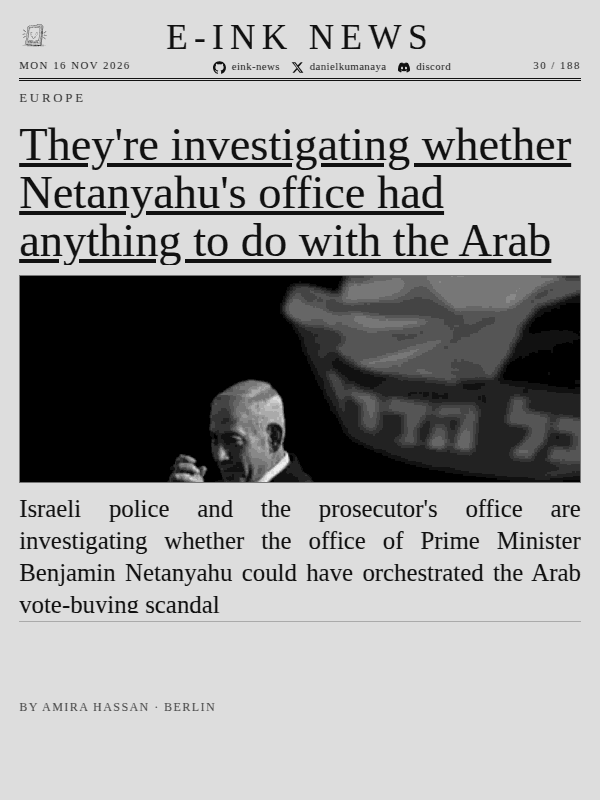 E-INK NEWS
MON 16 NOV 2026
eink-news
danielkumanaya
discord
30 / 188
EUROPE
They're investigating whether
Netanyahu's office had
anything to do with the Arab
Israeli police and the prosecutor's office are
investigating whether the office of Prime Minister
Benjamin Netanyahu could have orchestrated the Arab
vote-buying scandal
BY AMIRA HASSAN · BERLIN